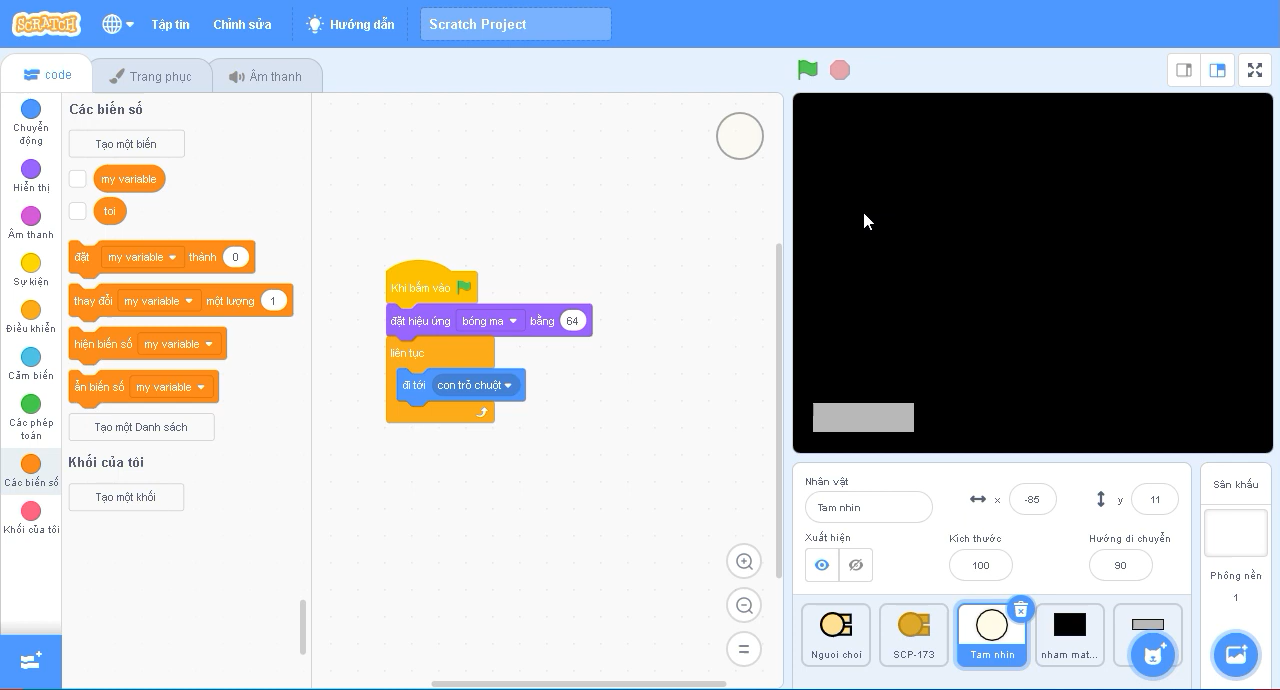 SCRATCH
Tập tin
Chỉnh sửa
Hướng dẫn
Scratch Project
code
Trang phục
Âm thanh
Chuyển
động
Hiển thị
Âm thanh
Sự kiện
Điều khiển
Cảm biến
Các phép
toán
Các biến số
Khối của tôi
Các biến số
Tạo một biến
my variable
toi
đặt my variable thành 0
thay đổi my variable một lượng 1
hiện biến số my variable
ẩn biến số my variable
Tạo một Danh sách
Khối của tôi
Tạo một khối
Khi bấm vào
đặt hiệu ứng bóng ma bằng 64
liên tục
đi tới con trỏ chuột
Nhân vật
Tam nhin
x -85
y 11
Xuất hiện
Kích thước
100
Hướng di chuyển
90
Nguoi choi
SCP-173
Tam nhin
nham mat...
Sân khấu
Phông nền
1